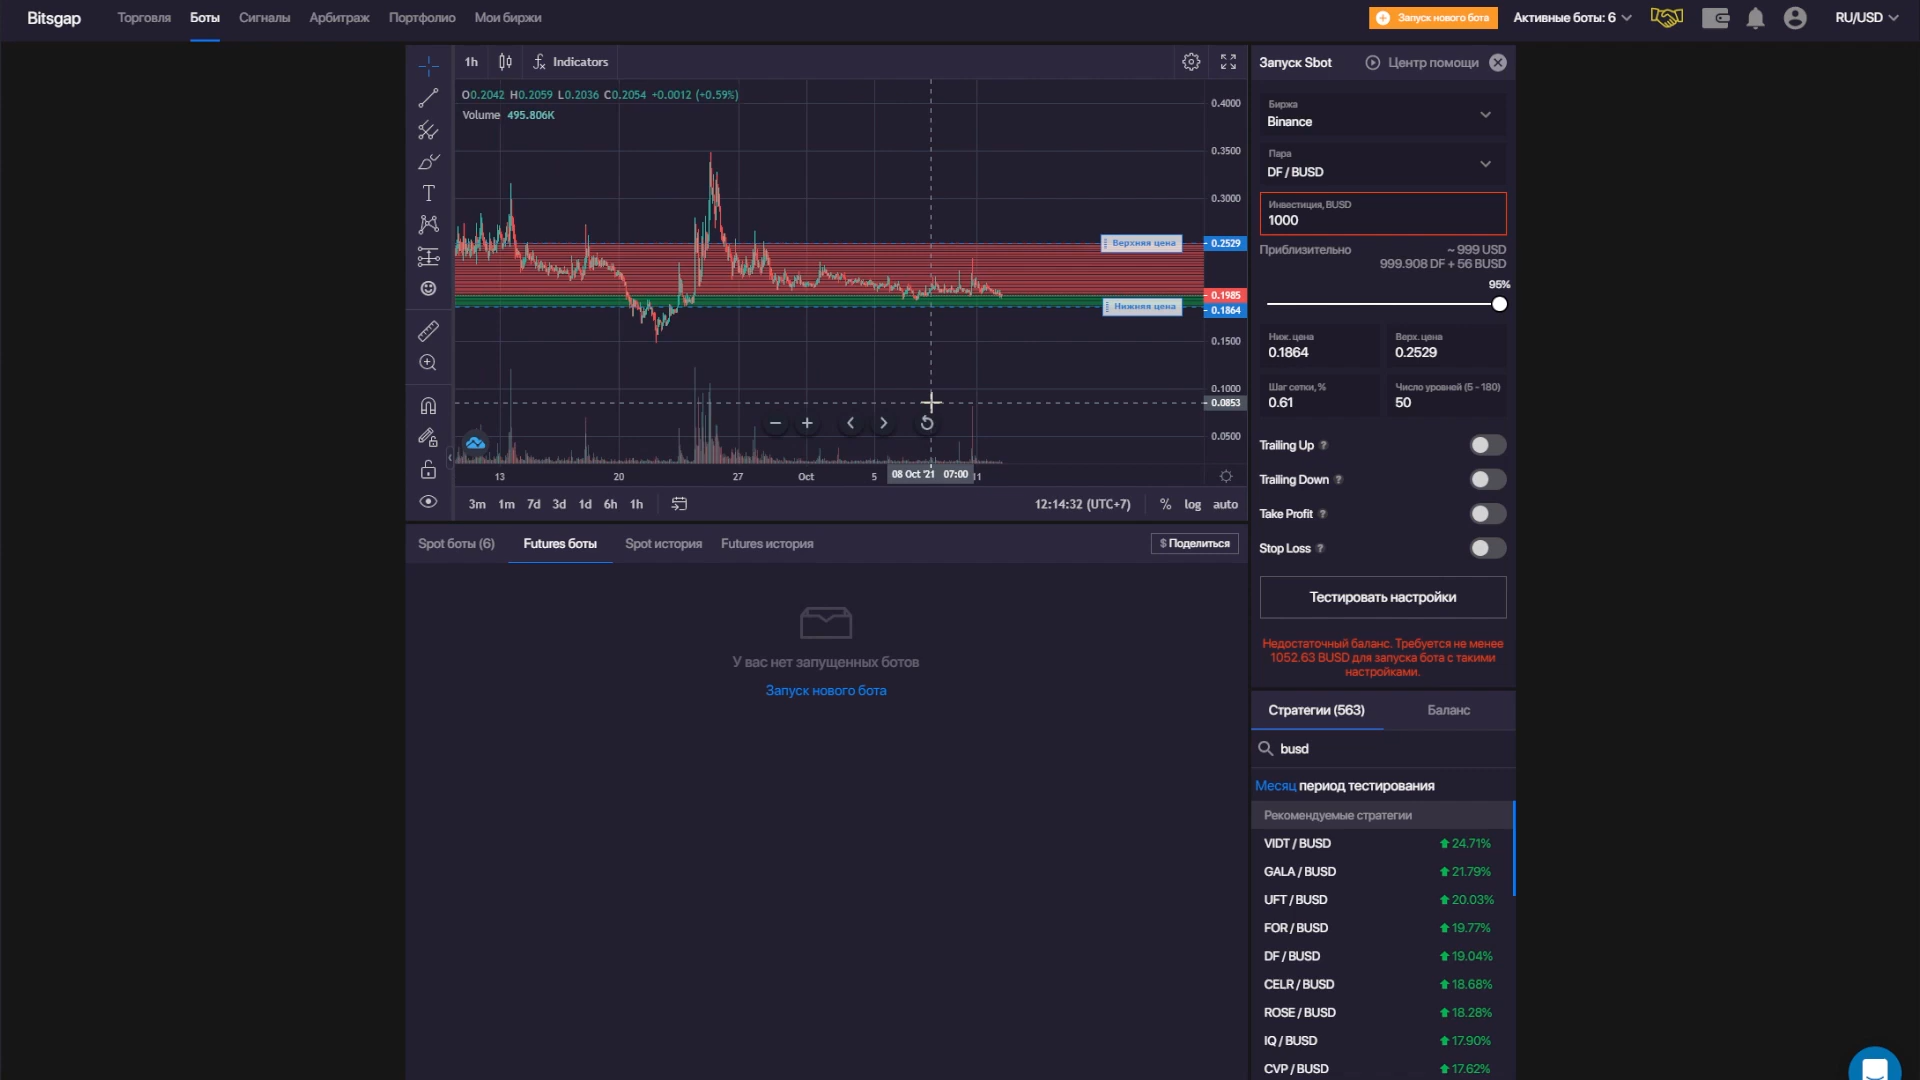 Bitsgap
Торговля
Боты
Сигналы
Арбитраж
Портфолио
Мои биржи
Запуск нового бота
Активные боты: 6
RU/USD
1h
Indicators
O0.2042 H0.2059 L0.2036 C0.2054 +0.0012 (+0.59%)
Volume 495.806K
0.4000
0.3500
0.3000
Верхняя цена
0.2529
0.1985
Нижняя цена
0.1864
0.1500
0.1000
0.0853
0.0500
13
20
27
Oct
5
08 Oct '21 07:00
11
3m 1m 7d 3d 1d 6h 1h
12:14:32 (UTC+7)
% log auto
Spot боты (6)
Futures боты
Spot история
Futures история
$ Поделиться
У вас нет запущенных ботов
Запуск нового бота
Запуск Sbot
Центр помощи
Биржа
Binance
Пара
DF / BUSD
Инвестиция, BUSD
1000
Приблизительно
~ 999 USD
999.908 DF + 56 BUSD
95%
Ниж. цена
0.1864
Верх. цена
0.2529
Шаг сетки, %
0.61
Число уровней (5 - 180)
50
Trailing Up ?
Trailing Down ?
Take Profit ?
Stop Loss ?
Тестировать настройки
Недостаточный баланс. Требуется не менее
1052.63 BUSD для запуска бота с такими
настройками.
Стратегии (563)
Баланс
busd
Месяц период тестирования
Рекомендуемые стратегии
VIDT / BUSD 24.71%
GALA / BUSD 21.79%
UFT / BUSD 20.03%
FOR / BUSD 19.77%
DF / BUSD 19.04%
CELR / BUSD 18.68%
ROSE / BUSD 18.28%
IQ / BUSD 17.90%
CVP / BUSD 17.62%